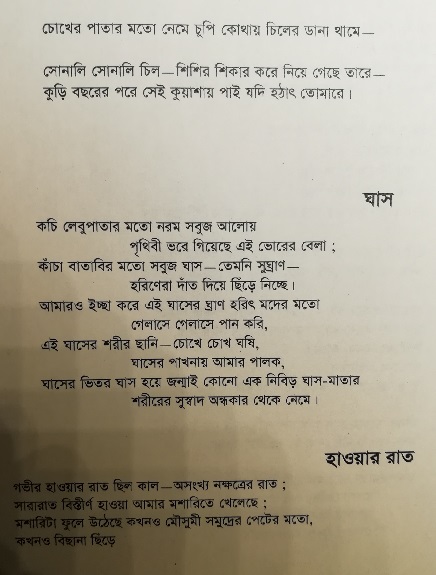 চোখের পাতার মতো নেমে চুপি কোথায় চিলের ডানা থামে—
সোনালি সোনালি চিল—শিশির শিকার করে নিয়ে গেছে তারে—
কুড়ি বছরের পরে সেই কুয়াশায় পাই যদি হঠাৎ তোমারে।
ঘাস
কচি লেবুপাতার মতো নরম সবুজ আলোয়
পৃথিবী ভরে গিয়েছে এই ভোরের বেলা;
কাঁচা বাতাবির মতো সবুজ ঘাস—তেমনি সুঘ্রাণ—
হরিণেরা দাঁত দিয়ে ছিঁড়ে নিচ্ছে।
আমারও ইচ্ছা করে এই ঘাসের ঘ্রাণ হরিৎ মদের মতো
গেলাসে গেলাসে পান করি,
এই ঘাসের শরীর ছানি—চোখে চোখ ঘষি,
ঘাসের পাখনায় আমার পালক,
ঘাসের ভিতর ঘাস হয়ে জন্মাই কোনো এক নিবিড় ঘাস-মাতার
শরীরের সুস্বাদ অন্ধকার থেকে নেমে।
হাওয়ার রাত
গভীর হাওয়ার রাত ছিল কাল—অসংখ্য নক্ষত্রের রাত;
সারারাত বিস্তীর্ণ হাওয়া আমার মশারিতে খেলেছে;
মশারিটা ফুলে উঠেছে কখনও মৌসুমী সমুদ্রের পেটের মতো,
কখনও বিছানা ছিঁড়ে